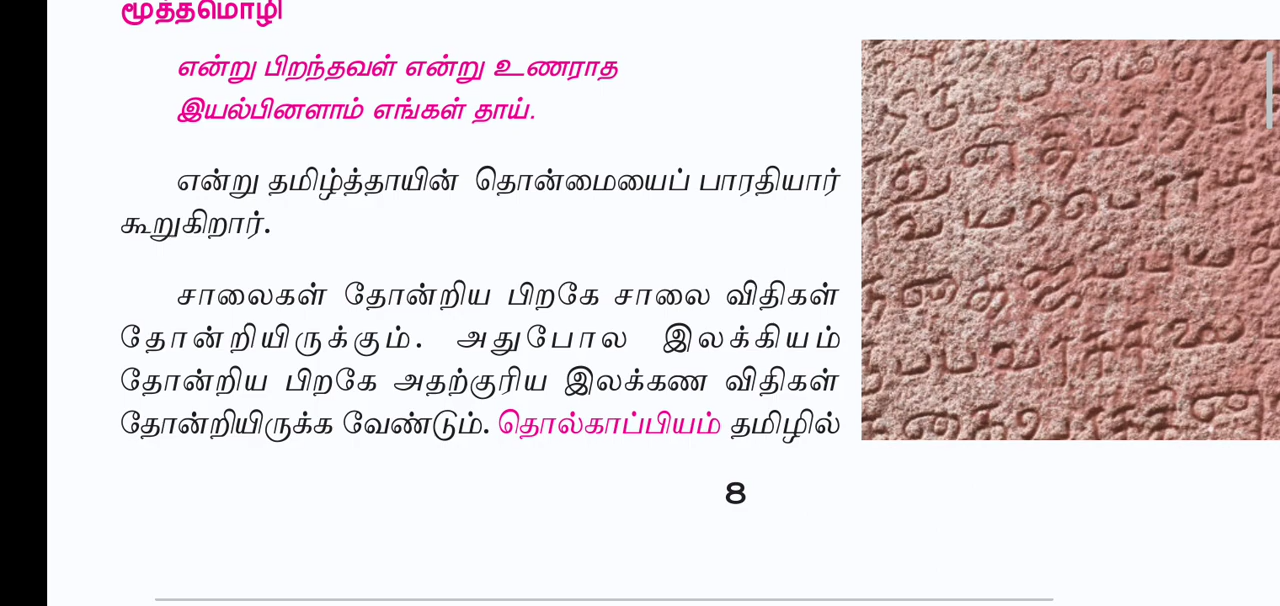 மூத்தமொழி
என்று பிறந்தவள் என்று உணராத
இயல்பினளாம் எங்கள் தாய்.
என்று தமிழ்த்தாயின் தொன்மையைப் பாரதியார்
கூறுகிறார்.
சாலைகள் தோன்றிய பிறகே சாலை விதிகள்
தோன்றியிருக்கும். அதுபோல இலக்கியம்
தோன்றிய பிறகே அதற்குரிய இலக்கண விதிகள்
தோன்றியிருக்க வேண்டும். தொல்காப்பியம் தமிழில்
8